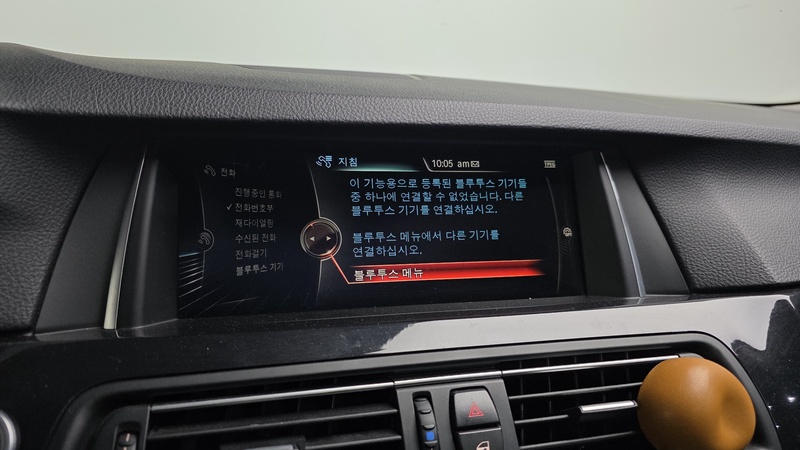 전화
지침
10:05 am
진행중인 통화
전화번호부
재다이얼링
수신된 전화
전화걸기
블루투스 기기
이 기능용으로 등록된 블루투스 기기들
중 하나에 연결할 수 없었습니다. 다른
블루투스 기기를 연결하십시오.
블루투스 메뉴에서 다른 기기를
연결하십시오.
블루투스 메뉴